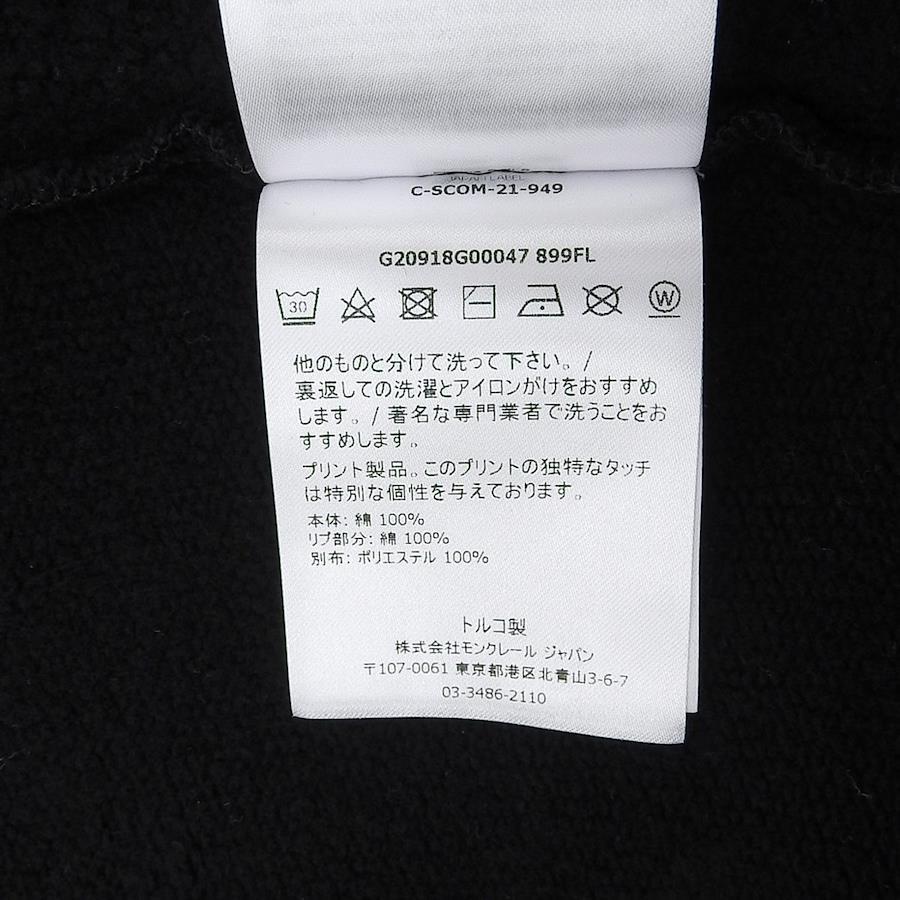 JAPAN LABEL
C-SCOM-21-949
G20918G00047 899FL
30
W
他のものと分けて洗って下さい。/
裏返しての洗濯とアイロンがけをおすすめ
します。/ 著名な専門業者で洗うことをお
すすめします。
プリント製品。このプリントの独特なタッチ
は特別な個性を与えております。
本体: 綿 100%
リブ部分: 綿 100%
別布: ポリエステル 100%
トルコ製
株式会社モンクレール ジャパン
〒107-0061 東京都港区北青山3-6-7
03-3486-2110